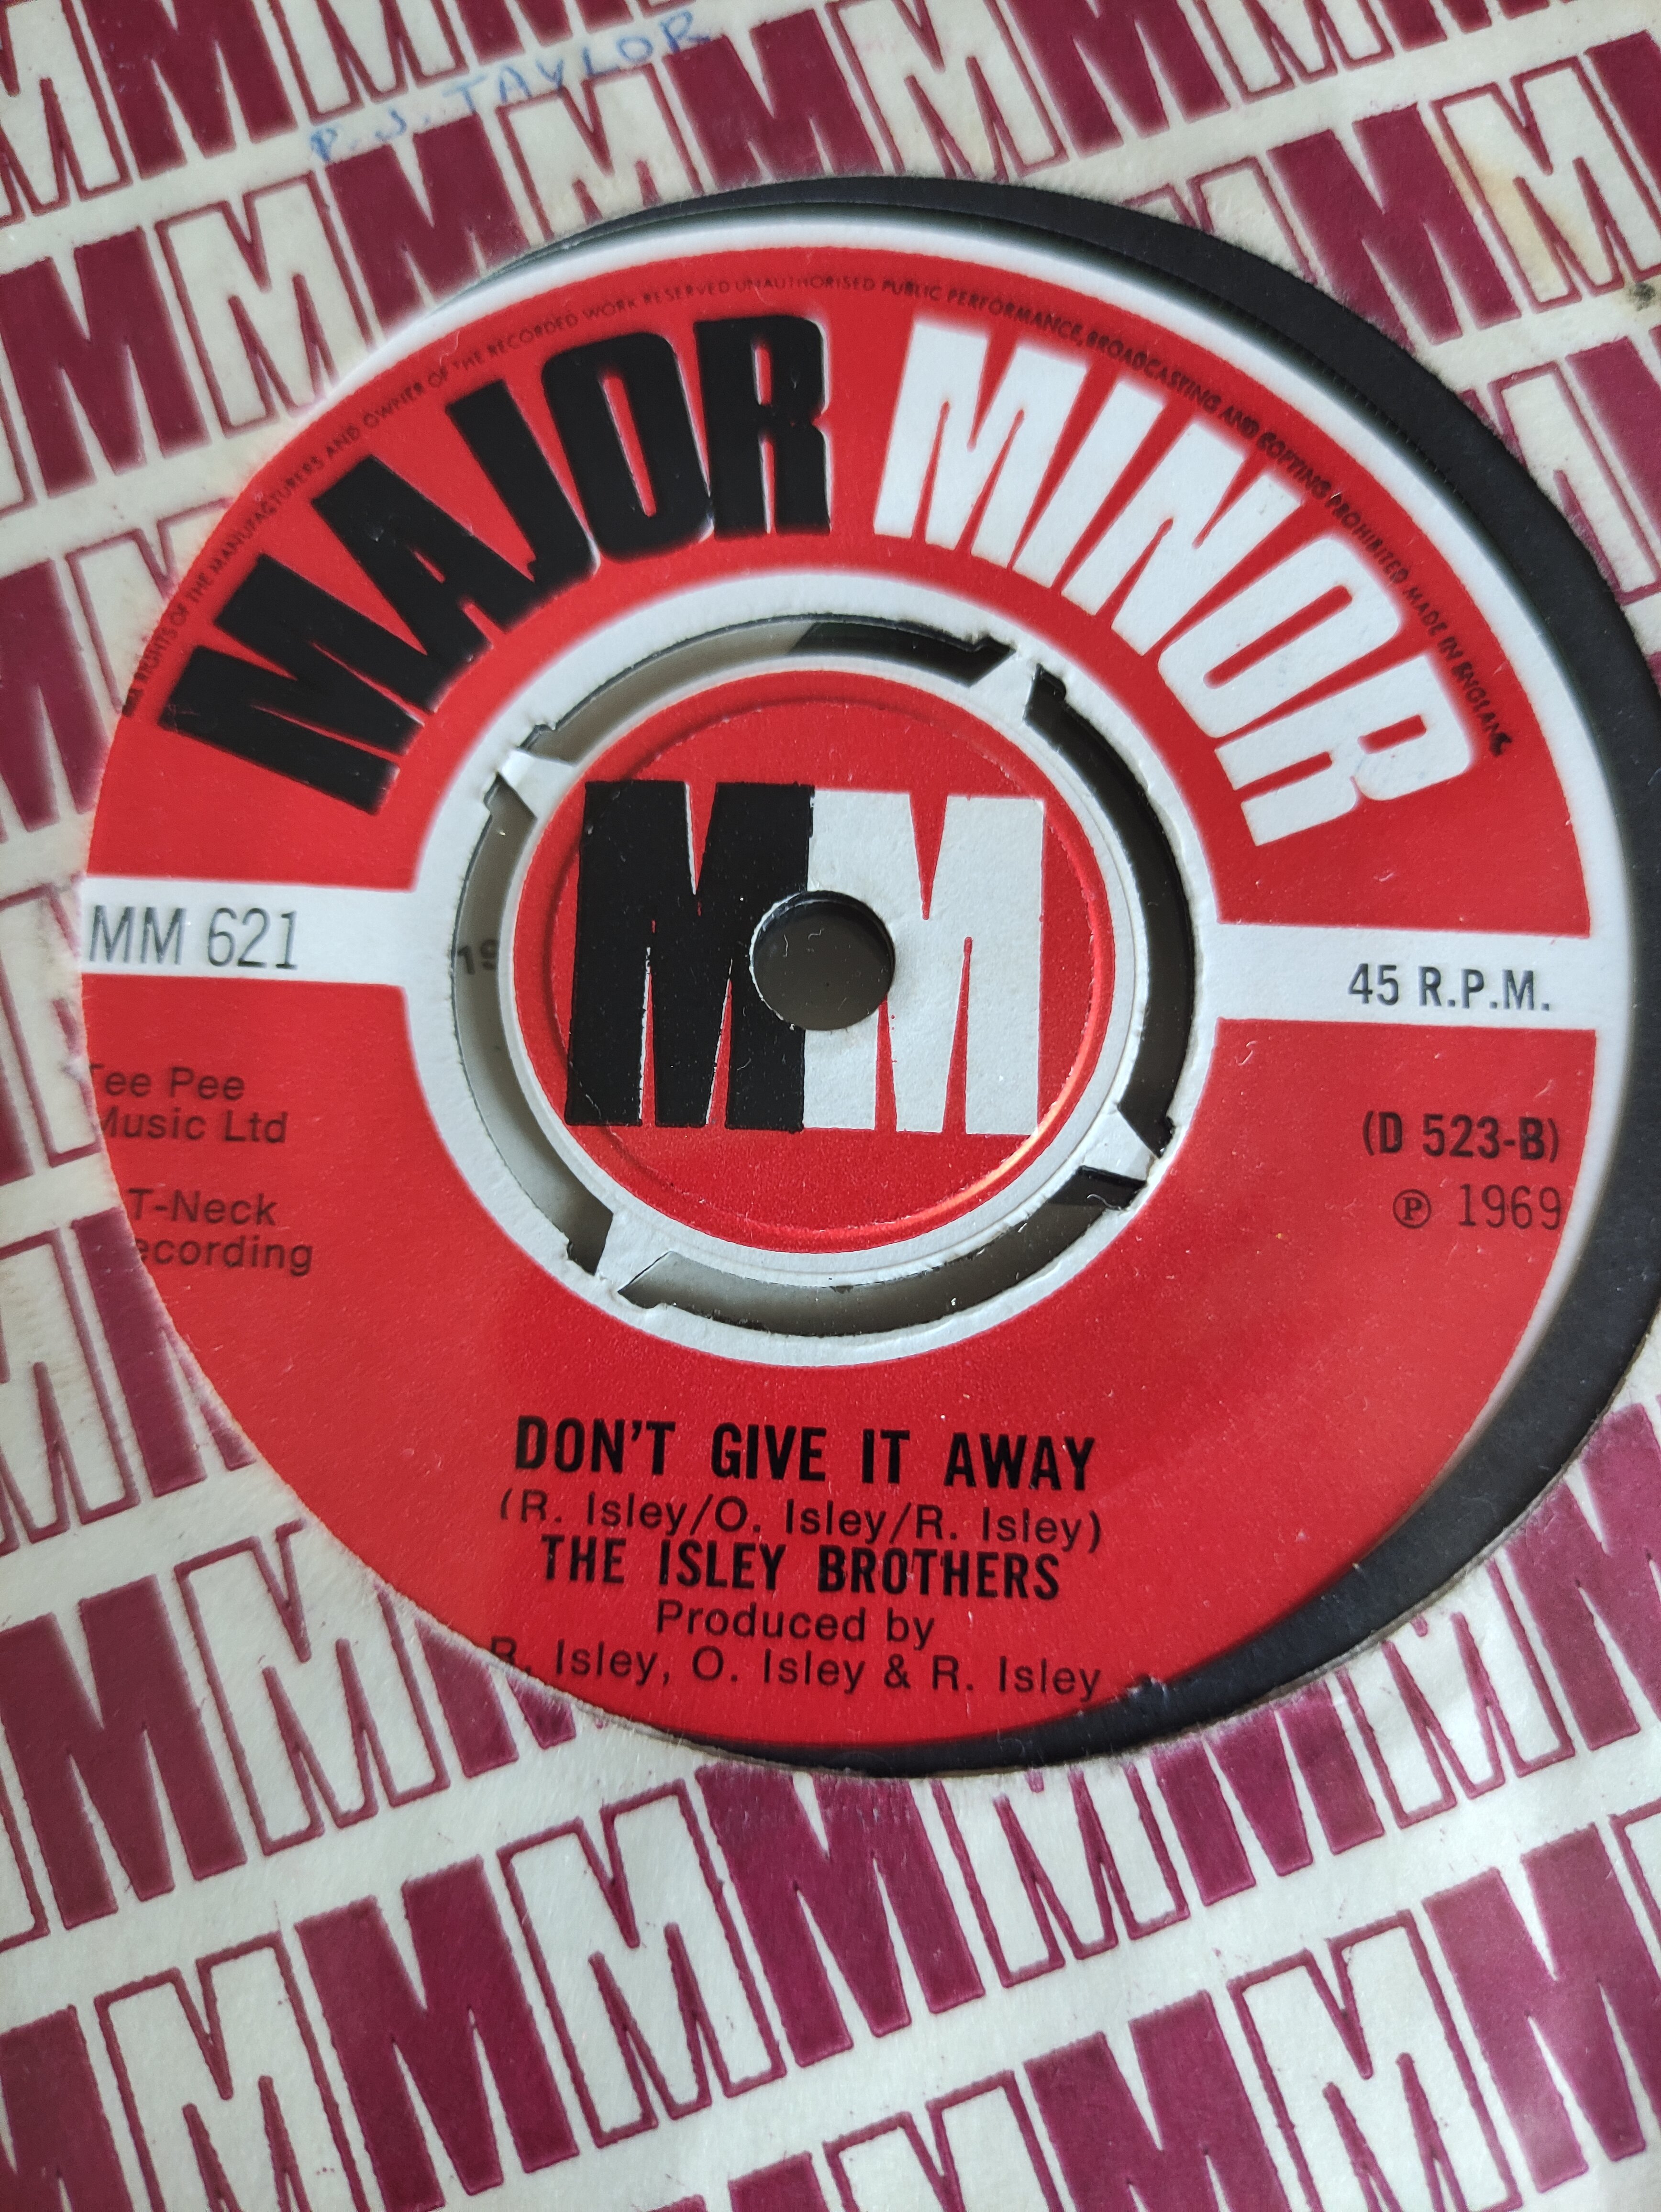 P. J. TAYLOR
ALL RIGHTS OF THE MANUFACTURERS AND OWNER OF THE RECORDED WORK RESERVED UNAUTHORISED PUBLIC PERFORMANCE, BROADCASTING AND COPYING PROHIBITED MADE IN ENGLAND
MAJOR MINOR
MM
MM 621
19
45 R.P.M.
Tee Pee
Music Ltd
T-Neck
ecording
(D 523-B)
℗ 1969
DON'T GIVE IT AWAY
(R. Isley/O. Isley/R. Isley)
THE ISLEY BROTHERS
Produced by
R. Isley, O. Isley & R. Isley